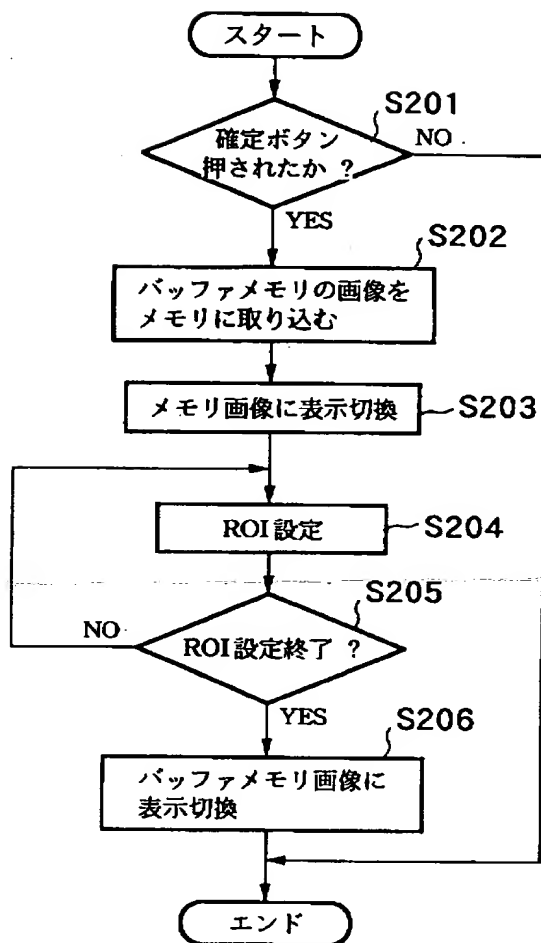 スタート
S201
確定ボタン
押されたか ?
NO
YES
S202
バッファメモリの画像を
メモリに取り込む
メモリ画像に表示切換
S203
ROI設定
S204
S205
NO
ROI設定終了 ?
YES
S206
バッファメモリ画像に
表示切換
エンド